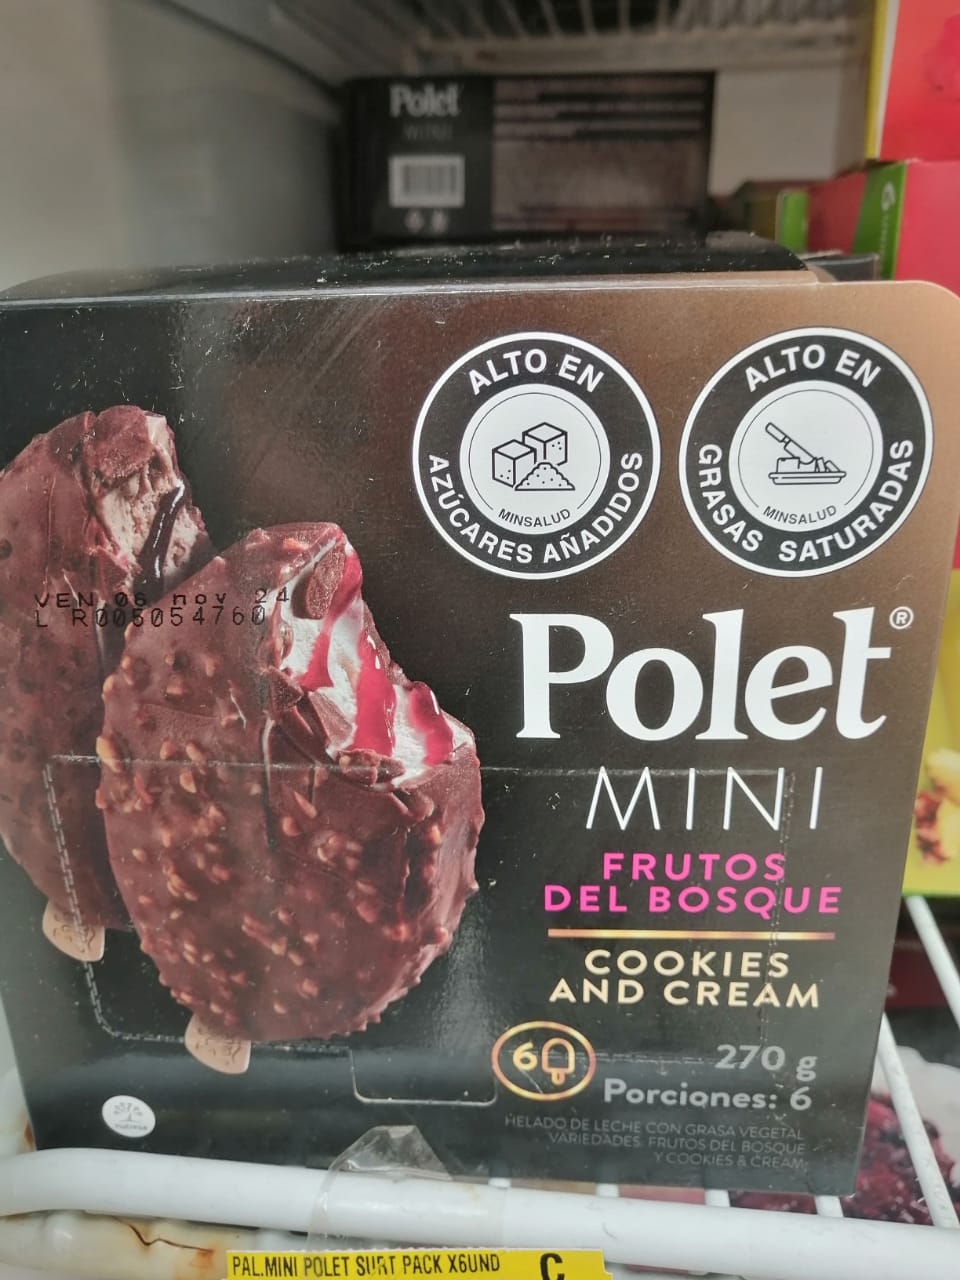 Polet
MINI
ALTO EN
AZÚCARES AÑADIDOS
MINSALUD
ALTO EN
GRASAS SATURADAS
MINSALUD
VEN 06 nov 24
L R005054760
Polet®
MINI
FRUTOS
DEL BOSQUE
COOKIES
AND CREAM
6
270 g
Porciones: 6
nutresa
HELADO DE LECHE CON GRASA VEGETAL
VARIEDADES: FRUTOS DEL BOSQUE
Y COOKIES & CREAM.
PAL.MINI POLET SURT PACK X6UND
C